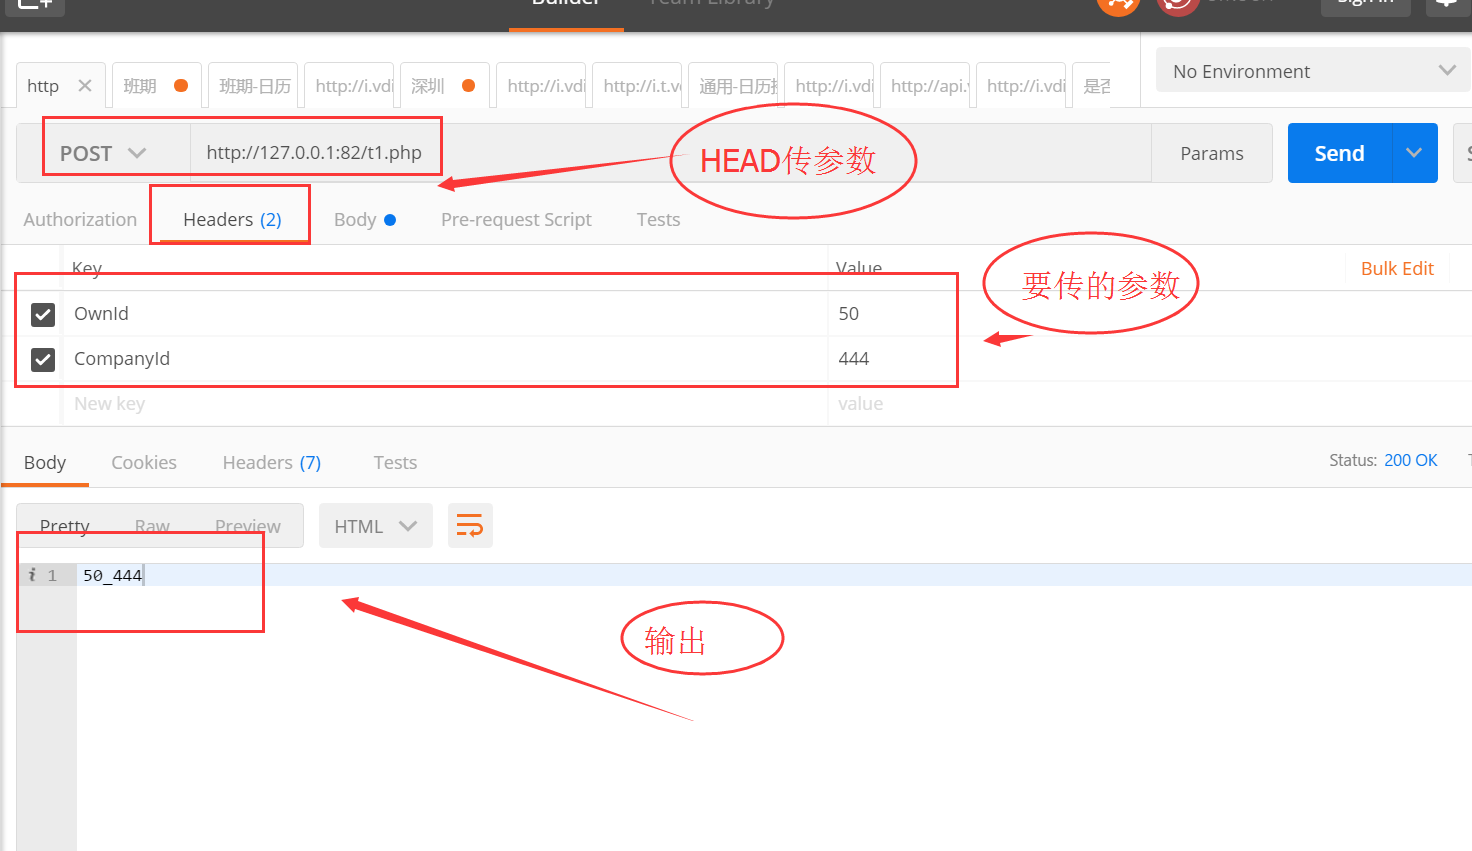 Builder Team Library Sign In
http 班期 班期-日历 http://i.vdi 深圳 http://i.vdi http://i.t.v 通用-日历 http://i.vdi http://api. http://i.vdi 是否
No Environment
POST http://127.0.0.1:82/t1.php Params Send
HEAD传参数
Authorization Headers (2) Body Pre-request Script Tests
Key Value Bulk Edit
要传的参数
OwnId 50
CompanyId 444
New key value
Body Cookies Headers (7) Tests Status: 200 OK
Pretty Raw Preview HTML
i 1 50_444
输出